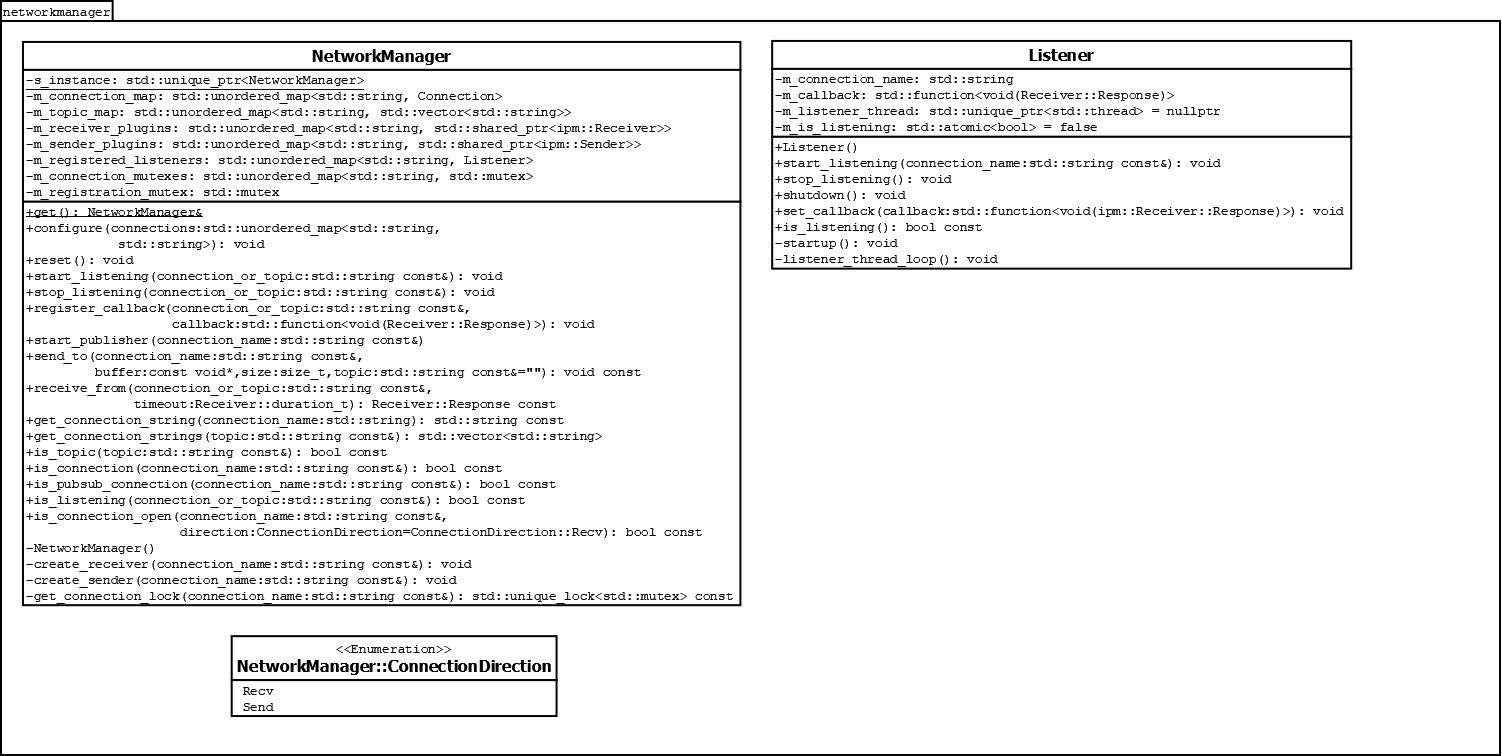 networkmanager
NetworkManager
-s_instance: std::unique_ptr<NetworkManager>
-m_connection_map: std::unordered_map<std::string, Connection>
-m_topic_map: std::unordered_map<std::string, std::vector<std::string>>
-m_receiver_plugins: std::unordered_map<std::string, std::shared_ptr<ipm::Receiver>>
-m_sender_plugins: std::unordered_map<std::string, std::shared_ptr<ipm::Sender>>
-m_registered_listeners: std::unordered_map<std::string, Listener>
-m_connection_mutexes: std::unordered_map<std::string, std::mutex>
-m_registration_mutex: std::mutex
+get(): NetworkManager&
+configure(connections:std::unordered_map<std::string,
std::string>): void
+reset(): void
+start_listening(connection_or_topic:std::string const&): void
+stop_listening(connection_or_topic:std::string const&): void
+register_callback(connection_or_topic:std::string const&,
callback:std::function<void(Receiver::Response)>): void
+start_publisher(connection_name:std::string const&)
+send_to(connection_name:std::string const&,
buffer:const void*,size:size_t,topic:std::string const&=""): void const
+receive_from(connection_or_topic:std::string const&,
timeout:Receiver::duration_t): Receiver::Response const
+get_connection_string(connection_name:std::string): std::string const
+get_connection_strings(topic:std::string const&): std::vector<std::string>
+is_topic(topic:std::string const&): bool const
+is_connection(connection_name:std::string const&): bool const
+is_pubsub_connection(connection_name:std::string const&): bool const
+is_listening(connection_or_topic:std::string const&): bool const
+is_connection_open(connection_name:std::string const&,
direction:ConnectionDirection=ConnectionDirection::Recv): bool const
-NetworkManager()
-create_receiver(connection_name:std::string const&): void
-create_sender(connection_name:std::string const&): void
-get_connection_lock(connection_name:std::string const&): std::unique_lock<std::mutex> const
Listener
-m_connection_name: std::string
-m_callback: std::function<void(Receiver::Response)>
-m_listener_thread: std::unique_ptr<std::thread> = nullptr
-m_is_listening: std::atomic<bool> = false
+Listener()
+start_listening(connection_name:std::string const&): void
+stop_listening(): void
+shutdown(): void
+set_callback(callback:std::function<void(ipm::Receiver::Response)>): void
+is_listening(): bool const
-startup(): void
-listener_thread_loop(): void
<<Enumeration>>
NetworkManager::ConnectionDirection
Recv
Send